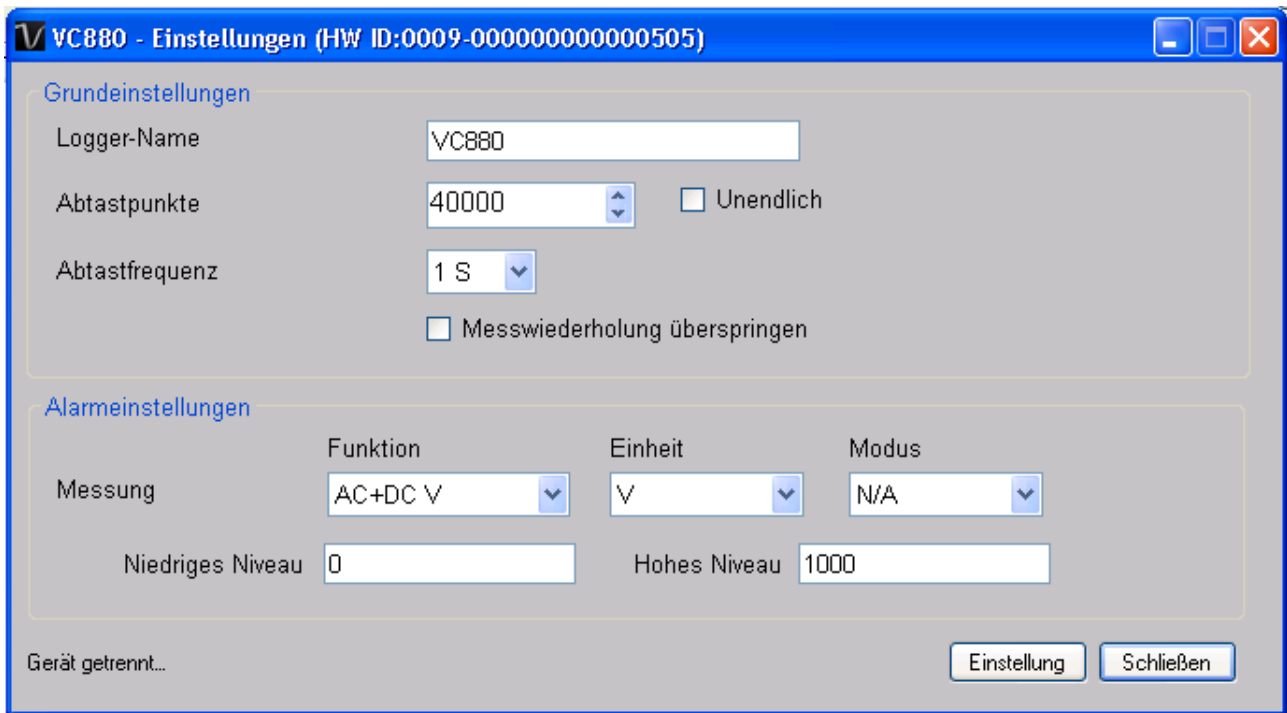 VC880 - Einstellungen (HW ID:0009-000000000000505)
Grundeinstellungen
Logger-Name VC880
Abtastpunkte 40000 Unendlich
Abtastfrequenz 1 S
Messwiederholung überspringen
Alarmeinstellungen
Funktion Einheit Modus
Messung AC+DC V V N/A
Niedriges Niveau 0 Hohes Niveau 1000
Gerät getrennt... Einstellung Schließen